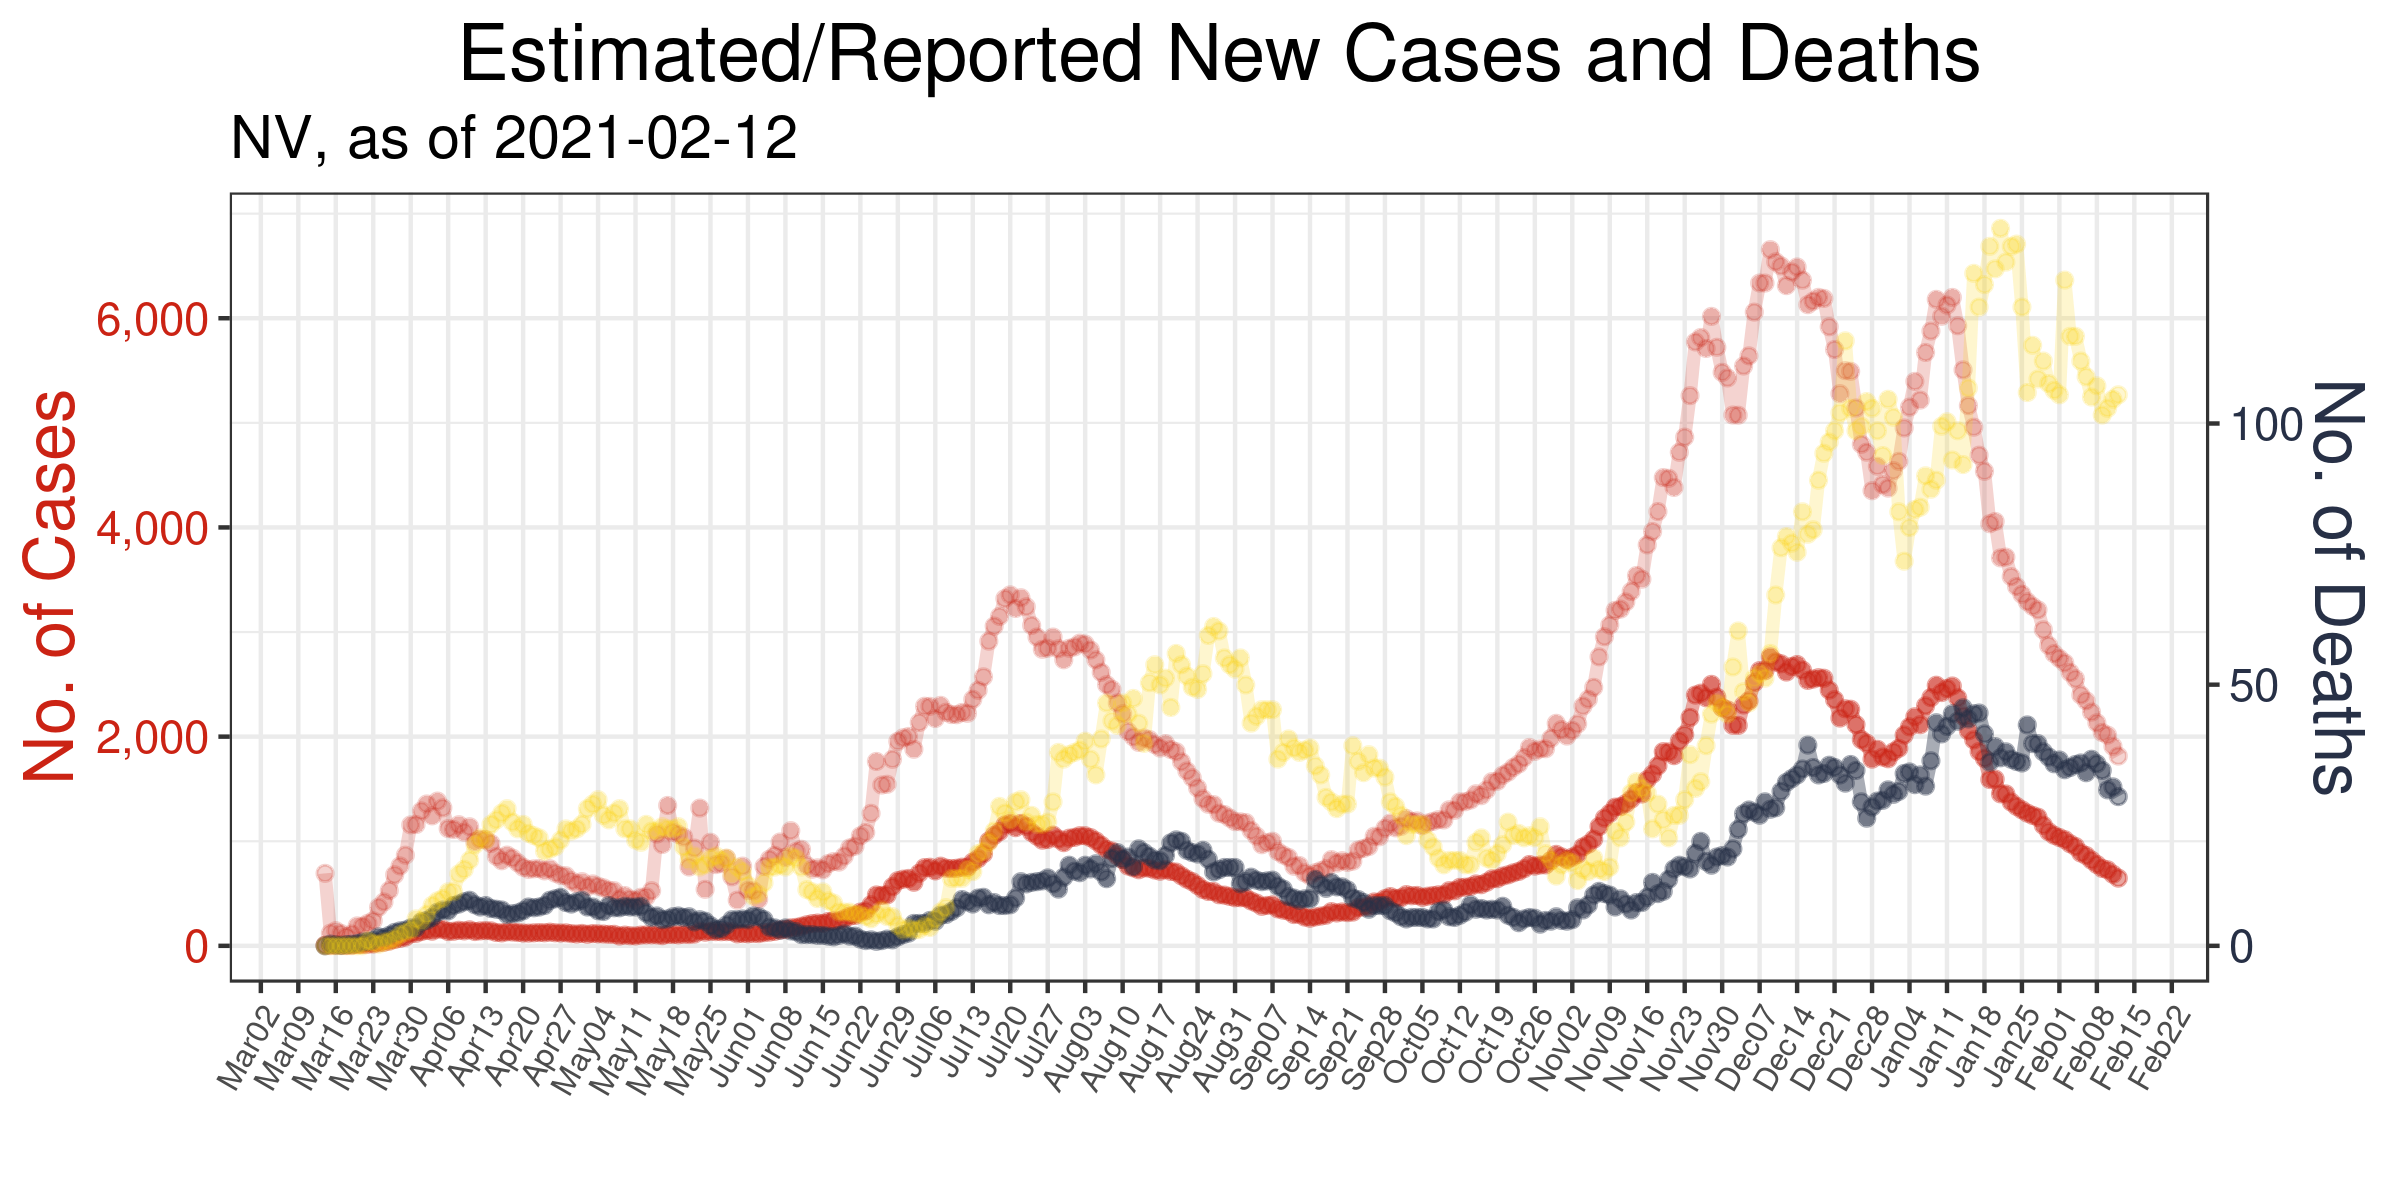 Estimated/Reported New Cases and Deaths
NV, as of 2021-02-12
No. of Cases
6,000
4,000
2,000
0
No. of Deaths
100
50
0
Mar02 Mar09 Mar16 Mar23 Mar30 Apr06 Apr13 Apr20 Apr27 May04 May11 May18 May25 Jun01 Jun08 Jun15 Jun22 Jun29 Jul06 Jul13 Jul20 Jul27 Aug03 Aug10 Aug17 Aug24 Aug31 Sep07 Sep14 Sep21 Sep28 Oct05 Oct12 Oct19 Oct26 Nov02 Nov09 Nov16 Nov23 Nov30 Dec07 Dec14 Dec21 Dec28 Jan04 Jan11 Jan18 Jan25 Feb01 Feb08 Feb15 Feb22